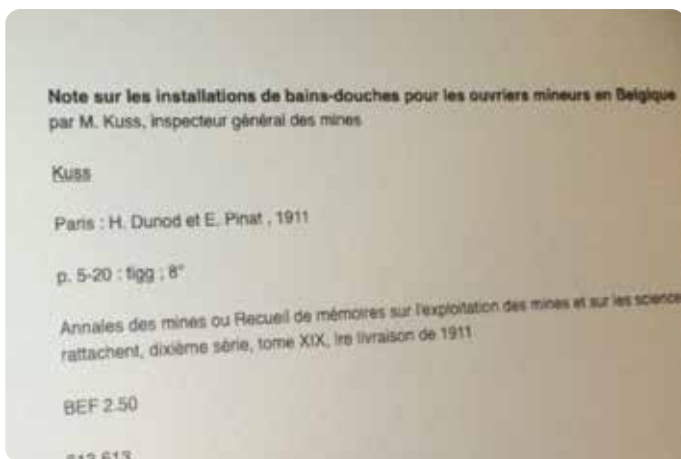 Note sur les installations de bains-douches pour les ouvriers mineurs en Belgique
par M. Kuss, inspecteur général des mines
Kuss
Paris : H. Dunod et E. Pinat , 1911
p. 5-20 : figg ; 8°
Annales des mines ou Recueil de mémoires sur l'exploitation des mines et sur les science
rattachent, dixième série, tome XIX, Ire livraison de 1911
BEF 2.50